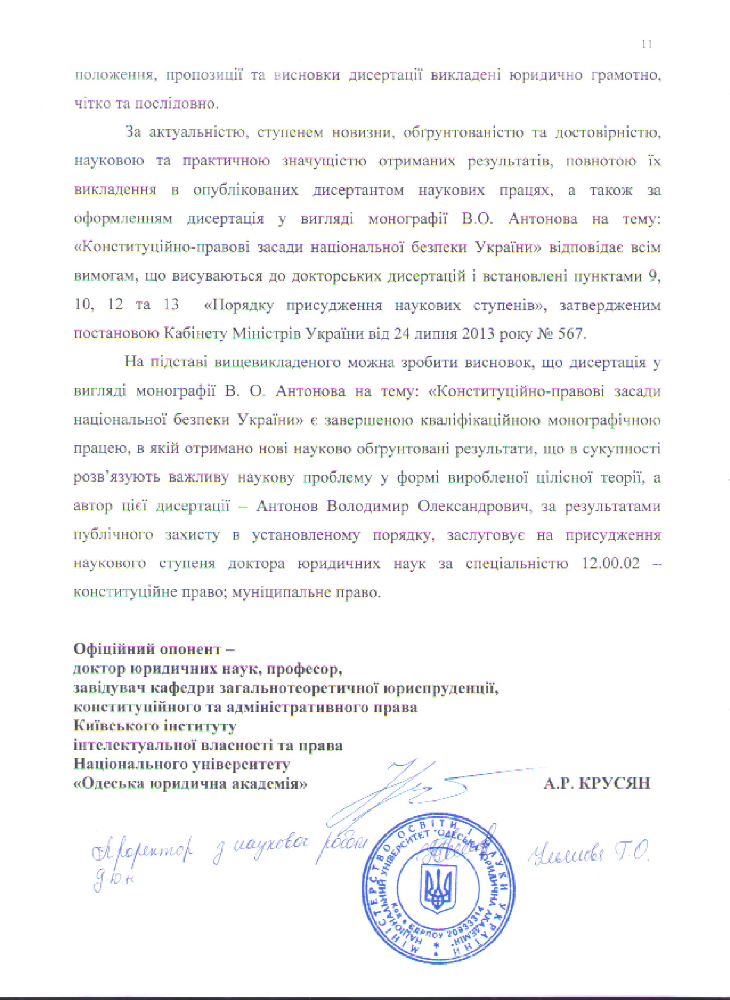 11
положення, пропозиції та висновки дисертації викладені юридично грамотно,
чітко та послідовно.
За актуальністю, ступенем новизни, обґрунтованістю та достовірністю,
науковою та практичною значущістю отриманих результатів, повнотою їх
викладення в опублікованих дисертантом наукових працях, а також за
оформленням дисертація у вигляді монографії В.О. Антонова на тему:
«Конституційно-правові засади національної безпеки України» відповідає всім
вимогам, що висуваються до докторських дисертацій і встановлені пунктами 9,
10, 12 та 13 «Порядку присудження наукових ступенів», затвердженим
постановою Кабінету Міністрів України від 24 липня 2013 року № 567.
На підставі вищевикладеного можна зробити висновок, що дисертація у
вигляді монографії В. О. Антонова на тему: «Конституційно-правові засади
національної безпеки України» є завершеною кваліфікаційною монографічною
працею, в якій отримано нові науково обґрунтовані результати, що в сукупності
розв’язують важливу наукову проблему у формі виробленої цілісної теорії, а
автор цієї дисертації – Антонов Володимир Олександрович, за результатами
публічного захисту в установленому порядку, заслуговує на присудження
наукового ступеня доктора юридичних наук за спеціальністю 12.00.02 –
конституційне право; муніципальне право.
Офіційний опонент –
доктор юридичних наук, професор,
завідувач кафедри загальнотеоретичної юриспруденції,
конституційного та адміністративного права
Київського інституту
інтелектуальної власності та права
Національного університету
«Одеська юридична академія» А.Р. КРУСЯН
Проректор з наукової роботи Ульянова Г.О.
д.ю.н
МІНІСТЕРСТВО ОСВІТИ І НАУКИ УКРАЇНИ
НАЦІОНАЛЬНИЙ УНІВЕРСИТЕТ "ОДЕСЬКА ЮРИДИЧНА АКАДЕМІЯ"
Код * ЄДРПОУ 20833314